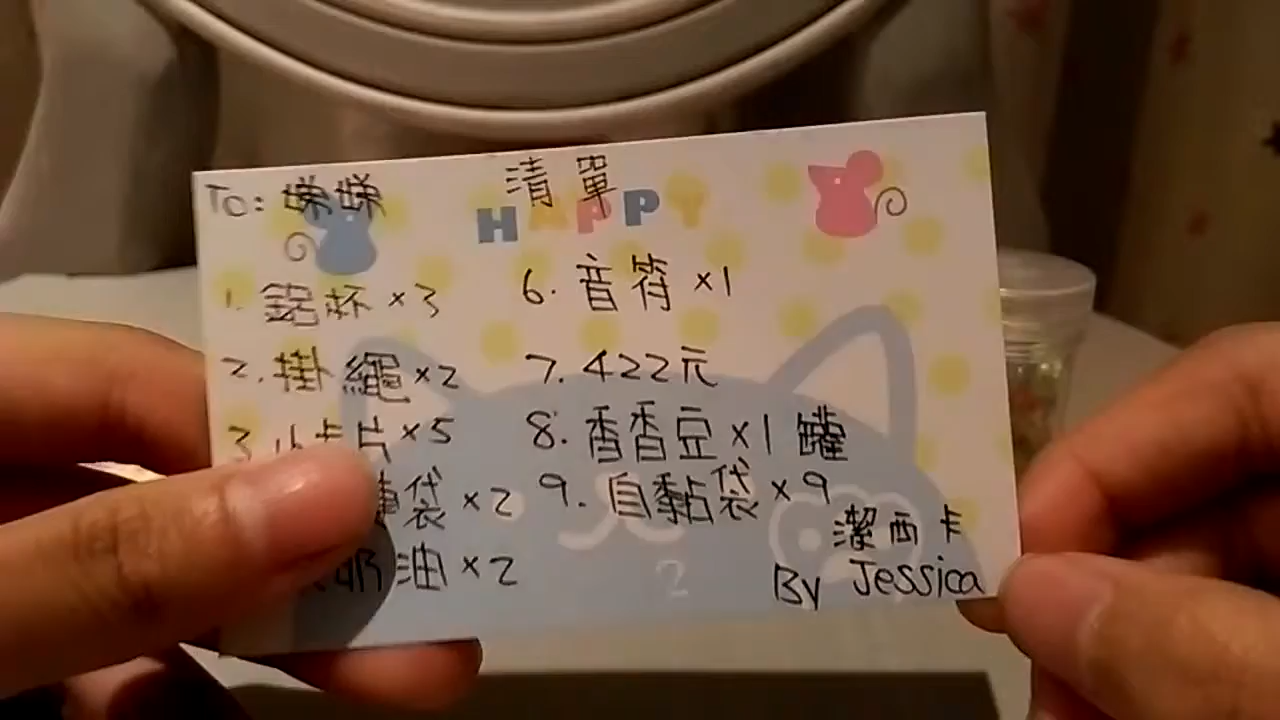 To: 娣娣
清單
HAPPY
1. 鋁杯×3
2. 掛繩×2
3. 小卡片×5
袋×2
奶油×2
6. 音符×1
7. 422元
8. 香香豆×1罐
9. 自黏袋×9
潔西卡
By Jessica
2